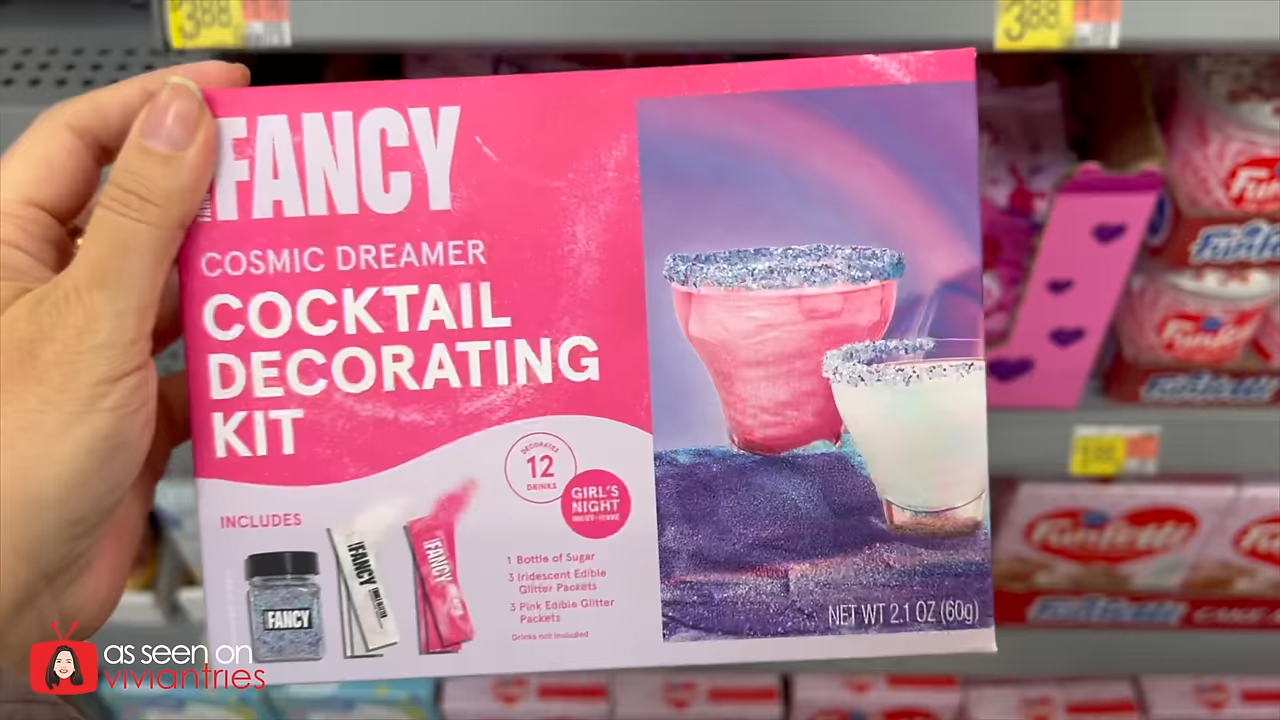 3.88
3.88
FANCY
COSMIC DREAMER
COCKTAIL
DECORATING
KIT
DECORATES
12
DRINKS
GIRL'S
NIGHT
MUST-HAVE
INCLUDES
1 Bottle of Sugar
3 Iridescent Edible
Glitter Packets
3 Pink Edible Glitter
Packets
Drinks not included
FANCY
FANCY
FANCY
NET WT 2.1 OZ (60g)
Funfetti
Funfetti
as seen on
viviantries